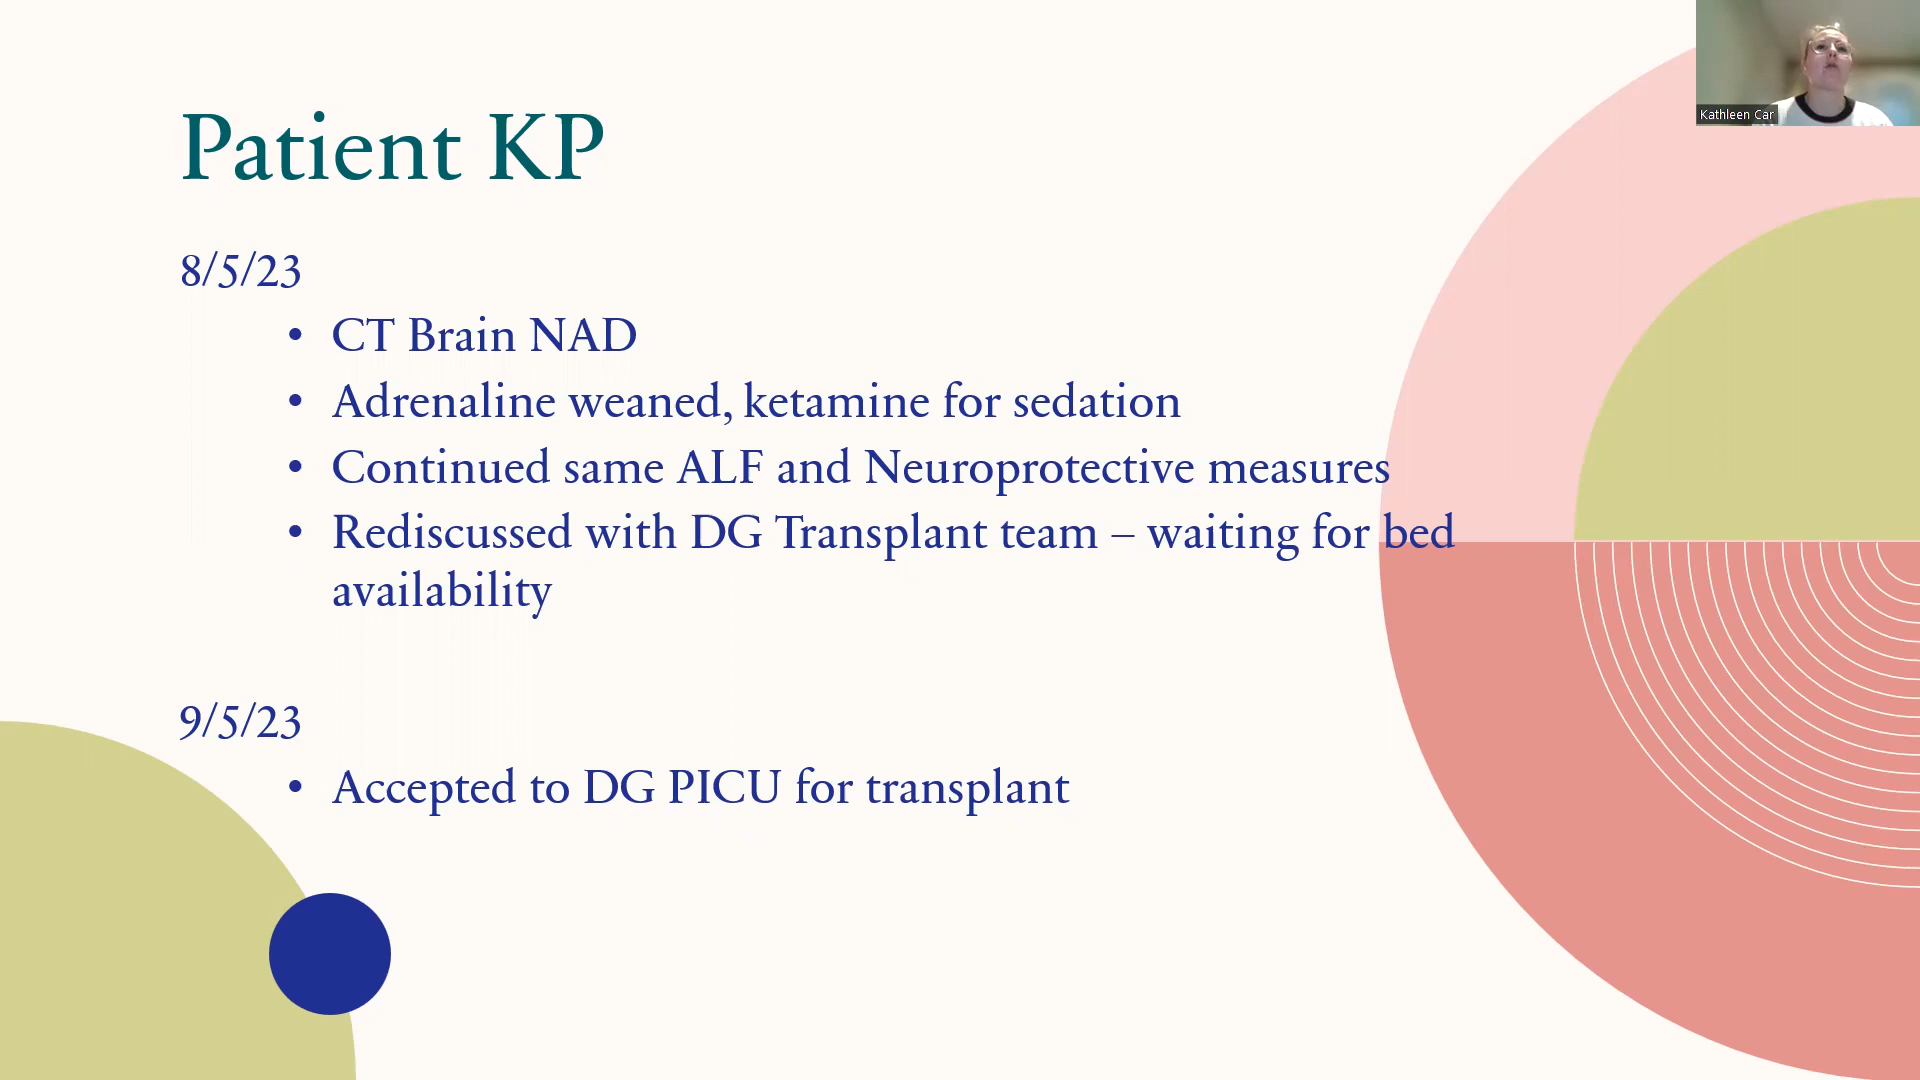 Kathleen Car
Patient KP
8/5/23
• CT Brain NAD
• Adrenaline weaned, ketamine for sedation
• Continued same ALF and Neuroprotective measures
• Rediscussed with DG Transplant team – waiting for bed
availability
9/5/23
• Accepted to DG PICU for transplant